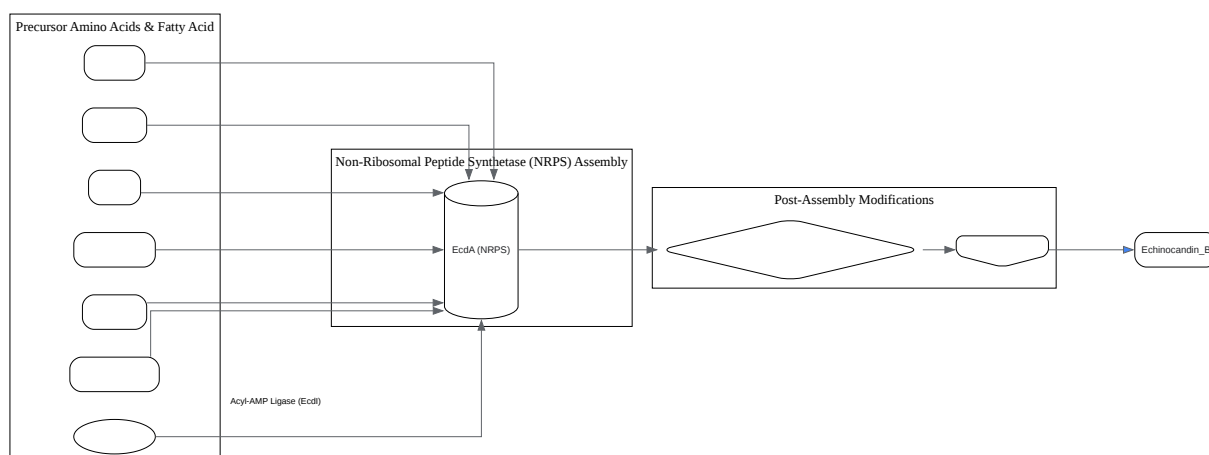 Precursor Amino Acids & Fatty Acid
Non-Ribosomal Peptide Synthetase (NRPS) Assembly
Post-Assembly Modifications
EcdA (NRPS)
Echinocandin_B
Acyl-AMP Ligase (EcdI)